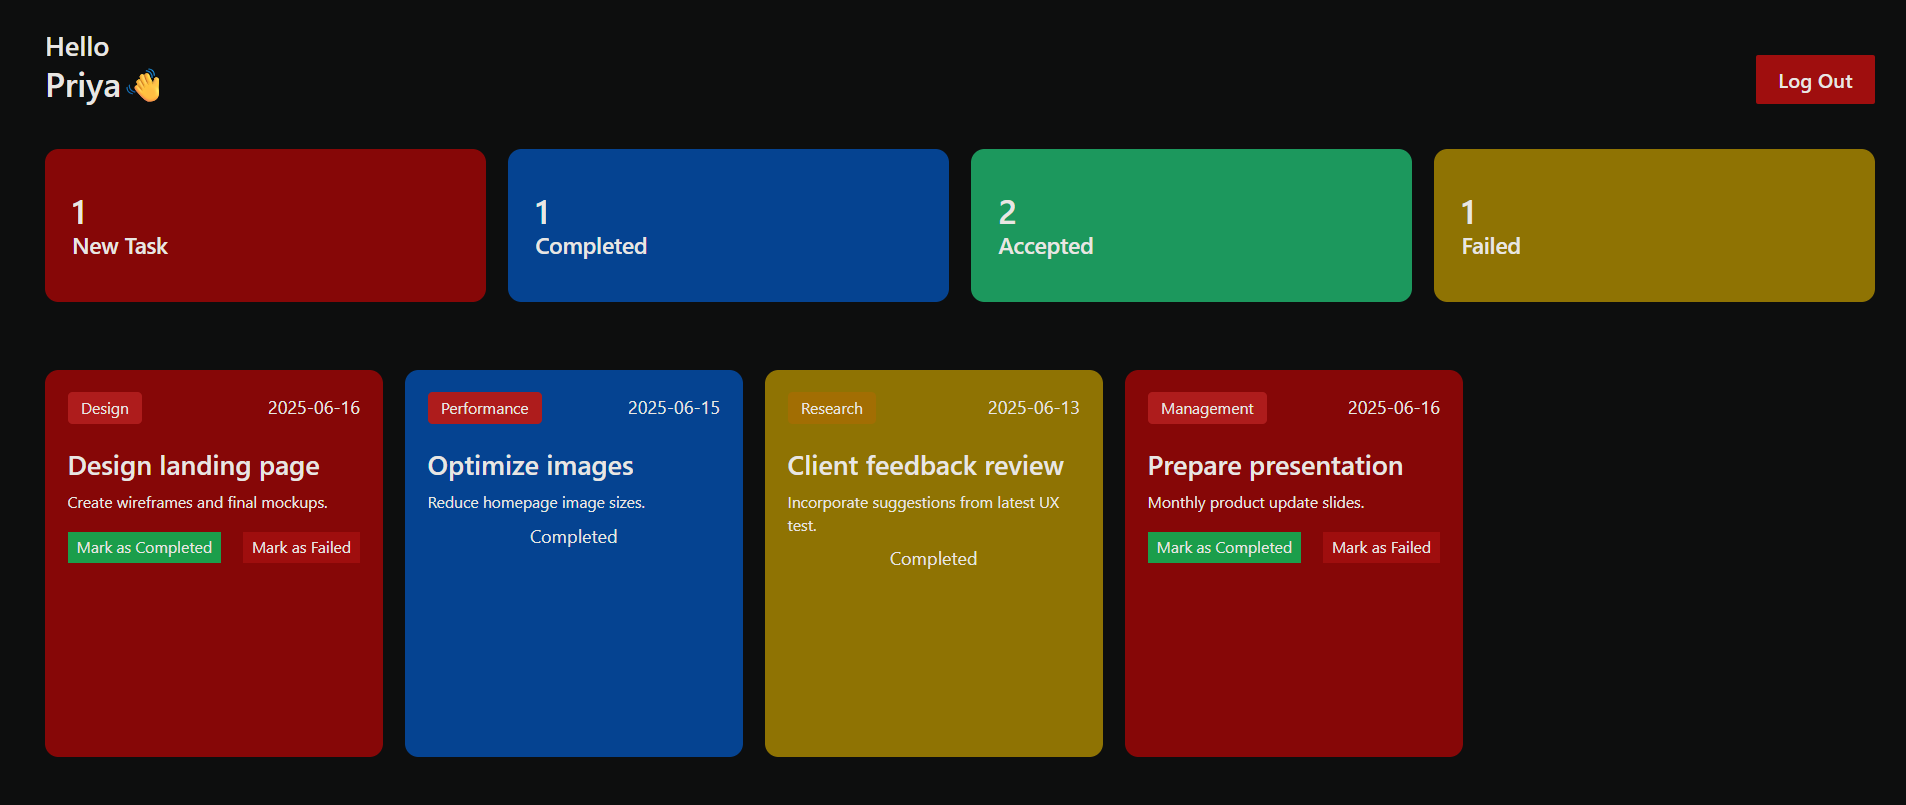 Hello
Priya 👋
Log Out
1
New Task
1
Completed
2
Accepted
1
Failed
Design
2025-06-16
Design landing page
Create wireframes and final mockups.
Mark as Completed
Mark as Failed
Performance
2025-06-15
Optimize images
Reduce homepage image sizes.
Completed
Research
2025-06-13
Client feedback review
Incorporate suggestions from latest UX
test.
Completed
Management
2025-06-16
Prepare presentation
Monthly product update slides.
Mark as Completed
Mark as Failed